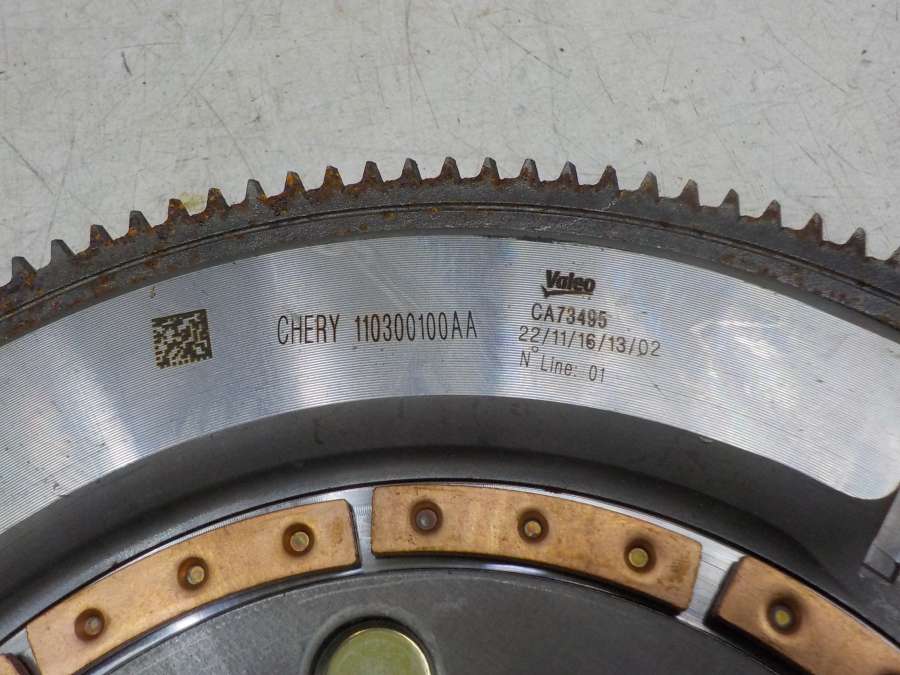 CHERY 110300100AA
Valeo
CA73495
22/11/16/13/02
N° Line: 01